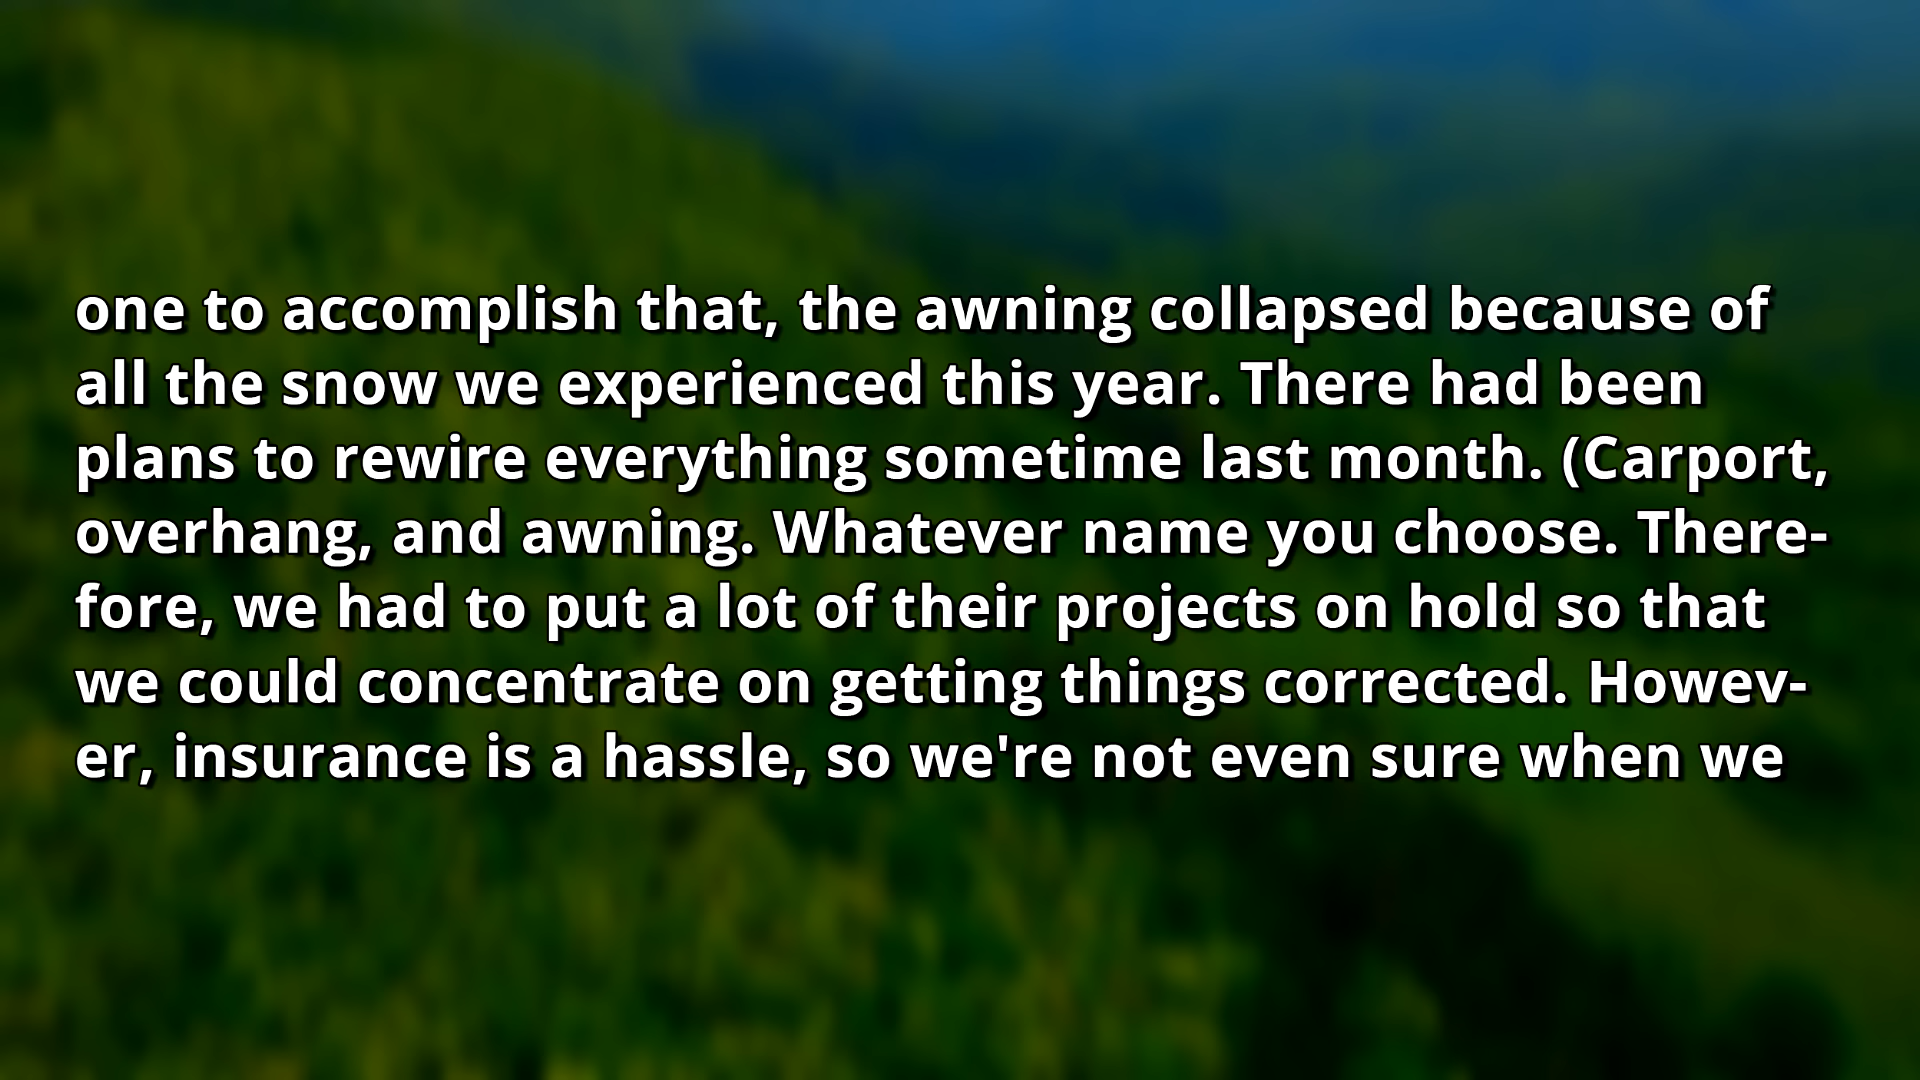 one to accomplish that, the awning collapsed because of
all the snow we experienced this year. There had been
plans to rewire everything sometime last month. (Carport,
overhang, and awning. Whatever name you choose. There-
fore, we had to put a lot of their projects on hold so that
we could concentrate on getting things corrected. Howev-
er, insurance is a hassle, so we're not even sure when we